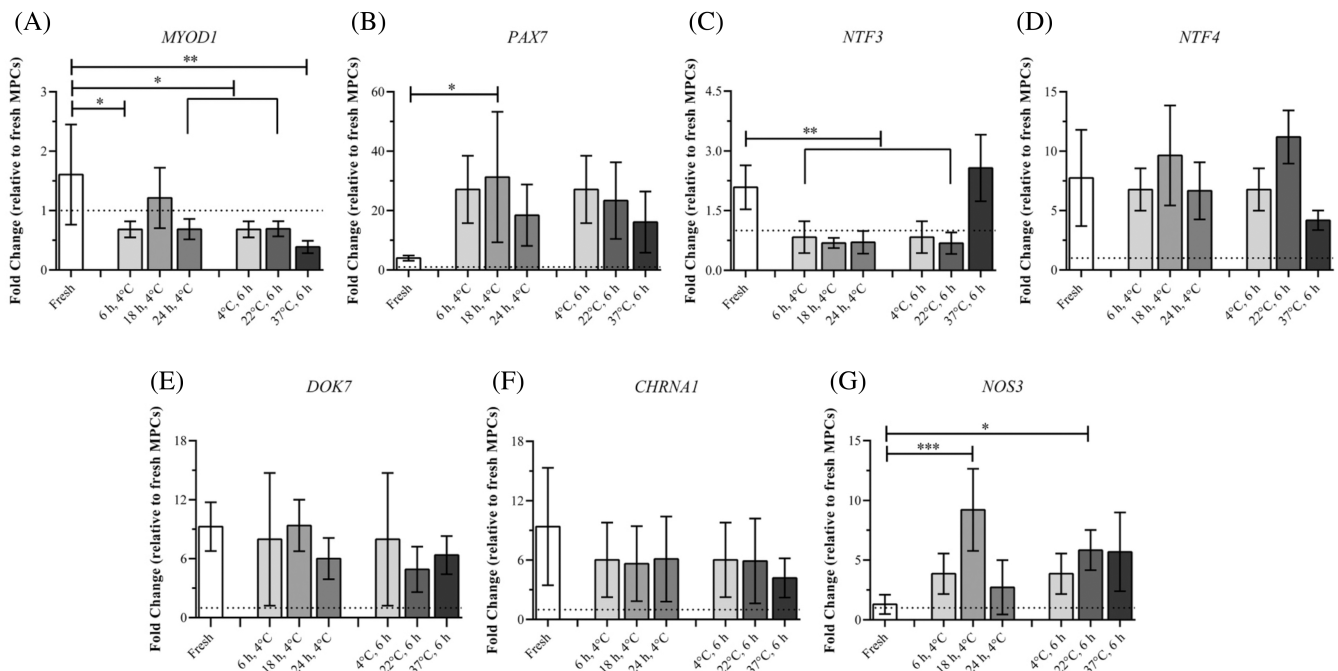 (A)
MYOD1
Fold Change (relative to fresh MPCs)
3
2
1
0
**
*
*
Fresh
6 h, 4°C
18 h, 4°C
24 h, 4°C
4°C, 6 h
22°C, 6 h
37°C, 6 h
(B)
PAX7
Fold Change (relative to fresh MPCs)
60
40
20
0
*
Fresh
6 h, 4°C
18 h, 4°C
24 h, 4°C
4°C, 6 h
22°C, 6 h
37°C, 6 h
(C)
NTF3
Fold Change (relative to fresh MPCs)
4.5
3.0
1.5
0.0
**
Fresh
6 h, 4°C
18 h, 4°C
24 h, 4°C
4°C, 6 h
22°C, 6 h
37°C, 6 h
(D)
NTF4
Fold Change (relative to fresh MPCs)
15
10
5
0
Fresh
6 h, 4°C
18 h, 4°C
24 h, 4°C
4°C, 6 h
22°C, 6 h
37°C, 6 h
(E)
DOK7
Fold Change (relative to fresh MPCs)
18
12
6
0
Fresh
6 h, 4°C
18 h, 4°C
24 h, 4°C
4°C, 6 h
22°C, 6 h
37°C, 6 h
(F)
CHRNA1
Fold Change (relative to fresh MPCs)
18
12
6
0
Fresh
6 h, 4°C
18 h, 4°C
24 h, 4°C
4°C, 6 h
22°C, 6 h
37°C, 6 h
(G)
NOS3
Fold Change (relative to fresh MPCs)
15
10
5
0
*
***
Fresh
6 h, 4°C
18 h, 4°C
24 h, 4°C
4°C, 6 h
22°C, 6 h
37°C, 6 h